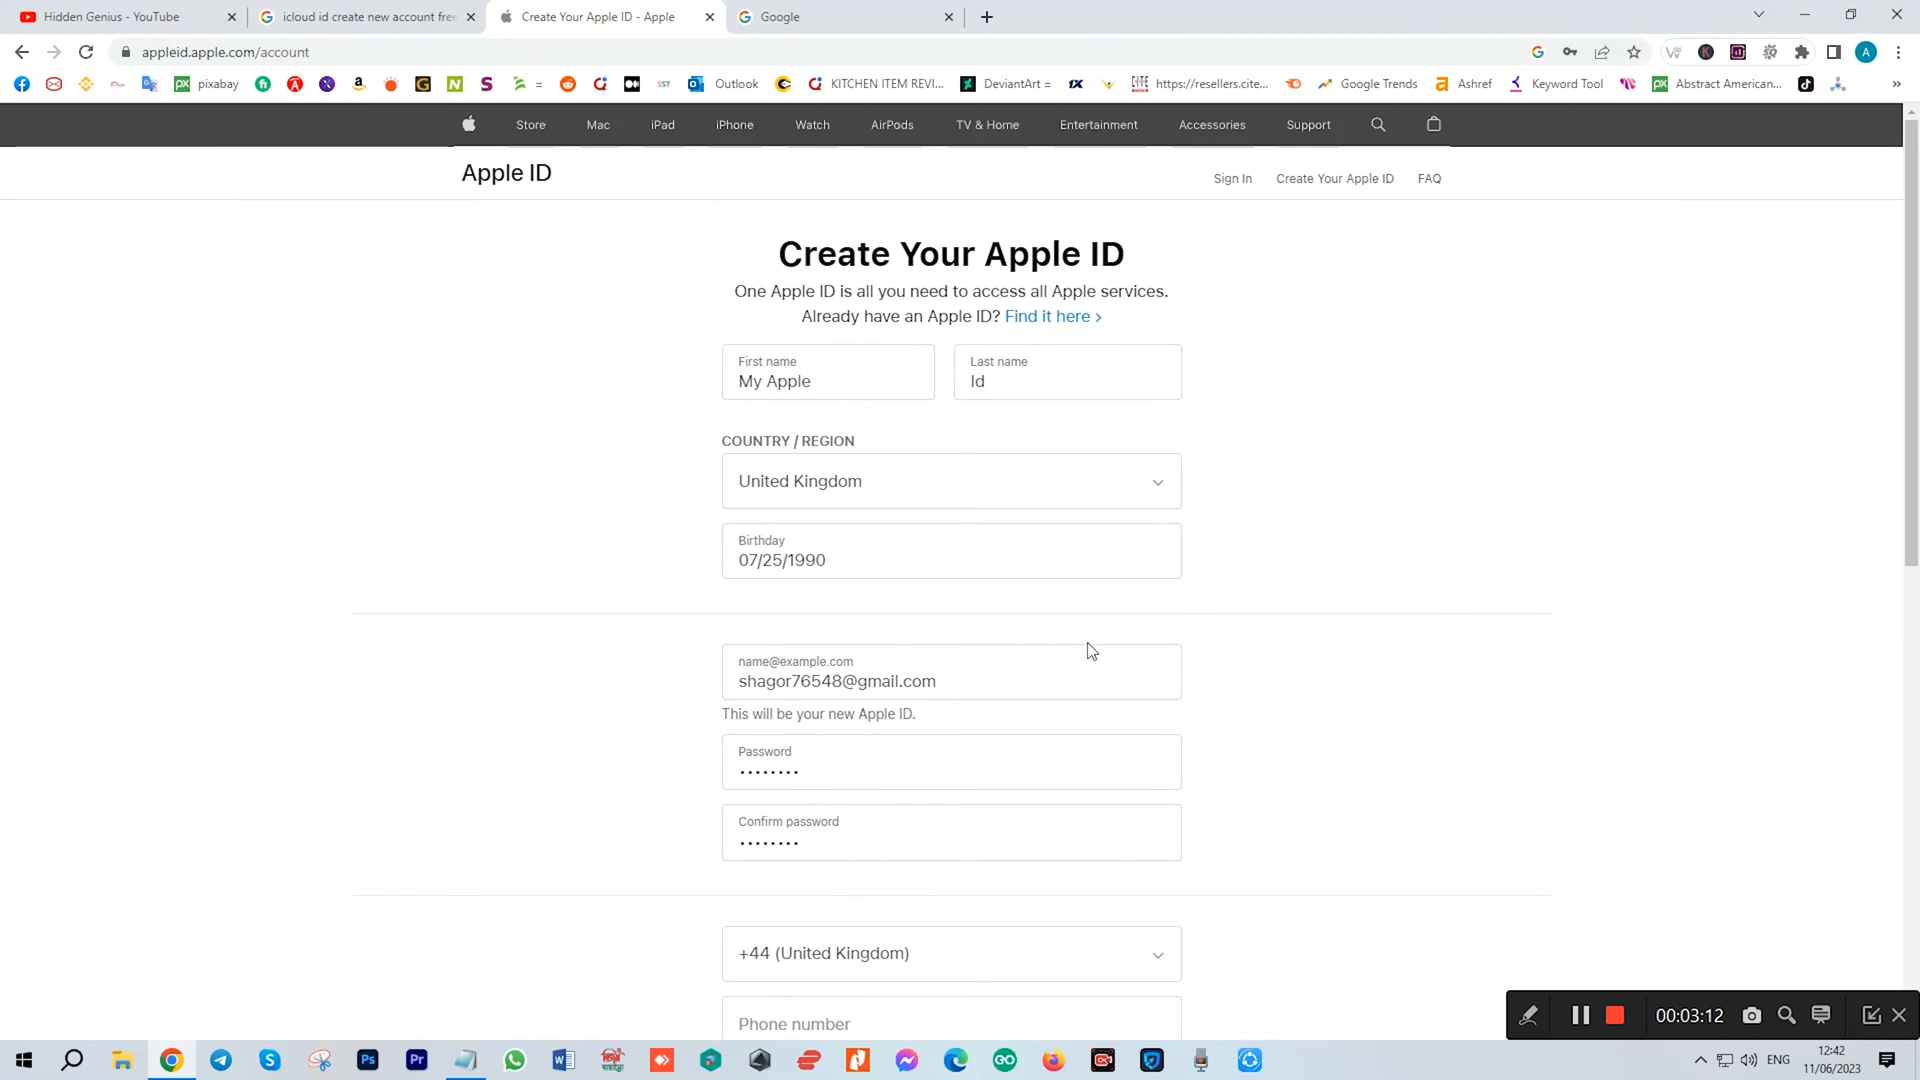 Hidden Genius - YouTube
icloud id create new account free
Create Your Apple ID - Apple
Google
appleid.apple.com/account
pixabay
=
Outlook
KITCHEN ITEM REVI...
DeviantArt =
https://resellers.cite...
Google Trends
Ashref
Keyword Tool
Abstract American...
»
Store
Mac
iPad
iPhone
Watch
AirPods
TV & Home
Entertainment
Accessories
Support
Apple ID
Sign In
Create Your Apple ID
FAQ
Create Your Apple ID
One Apple ID is all you need to access all Apple services.
Already have an Apple ID? Find it here >
First name
My Apple
Last name
Id
COUNTRY / REGION
United Kingdom
Birthday
07/25/1990
name@example.com
shagor76548@gmail.com
This will be your new Apple ID.
Password
••••••••
Confirm password
••••••••
+44 (United Kingdom)
Phone number
00:03:12
ENG
12:42
11/06/2023